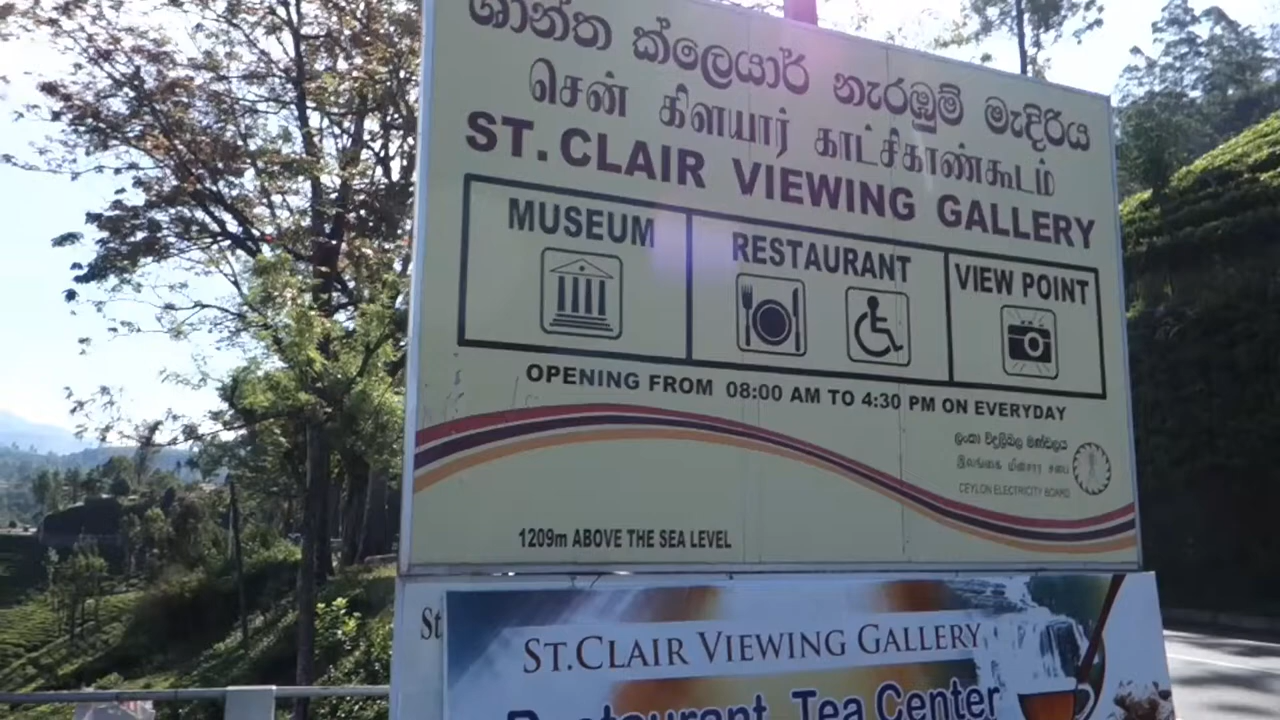 ශාන්ත ක්ලෙයාර් නැරඹුම් මැදිරිය
சென் கிளயார் காட்சிகாண்கூடம்
ST. CLAIR VIEWING GALLERY
MUSEUM
RESTAURANT
VIEW POINT
OPENING FROM 08:00 AM TO 4:30 PM ON EVERYDAY
ලංකා විදුලිබල මණ්ඩලය
இலங்கை மின்சார சபை
CEYLON ELECTRICITY BOARD
1209m ABOVE THE SEA LEVEL
St
ST.CLAIR VIEWING GALLERY
Restaurant, Tea Center